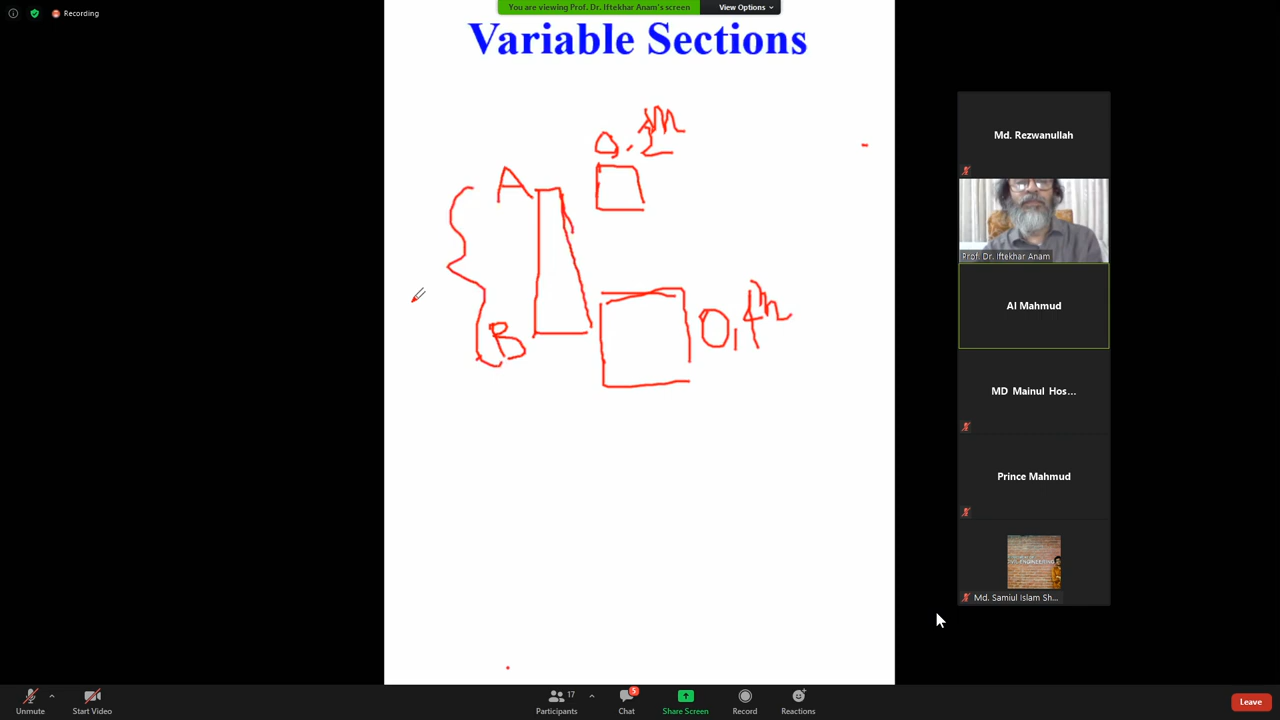 You are viewing Prof. Dr. Iftekhar Anam's screen
View Options
Recording
Variable Sections
0.1m
A
B
0.4m
Md. Rezwanullah
Prof. Dr. Iftekhar Anam
Al Mahmud
MD Mainul Hos...
Prince Mahmud
Md. Samiul Islam Sh...
Unmute
Start Video
17
Participants
5
Chat
Share Screen
Record
Reactions
Leave